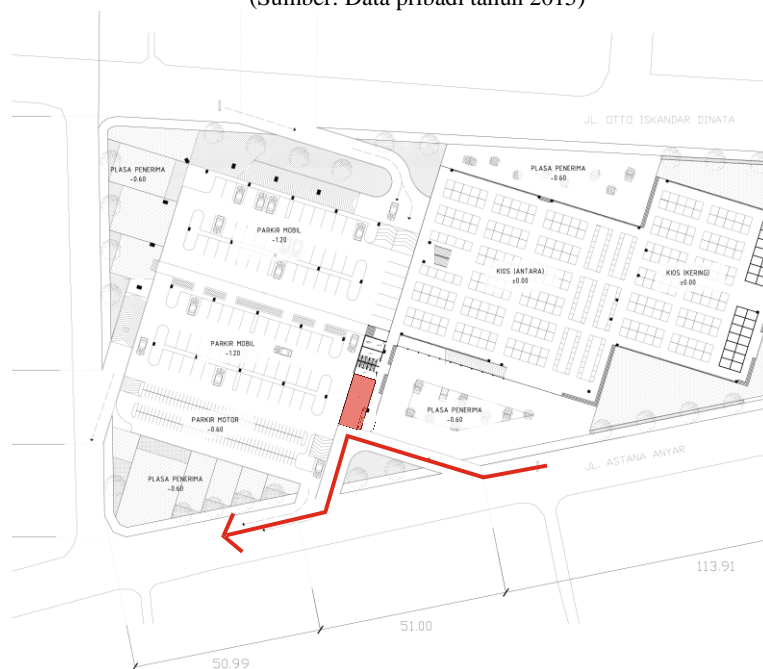 (Sumber: Data pribadi tahun 2015)
JL. OTTO ISKANDAR DINATA
PLASA PENERIMA
-0.60
PLASA PENERIMA
-0.60
PARKIR MOBIL
-1.20
KIOS (ANTARA)
±0.00
KIOS (KERING)
±0.00
PARKIR MOBIL
-1.20
PARKIR MOTOR
-0.60
PLASA PENERIMA
-0.60
JL. ASTANA ANYAR
PLASA PENERIMA
-0.60
113.91
51.00
50.99